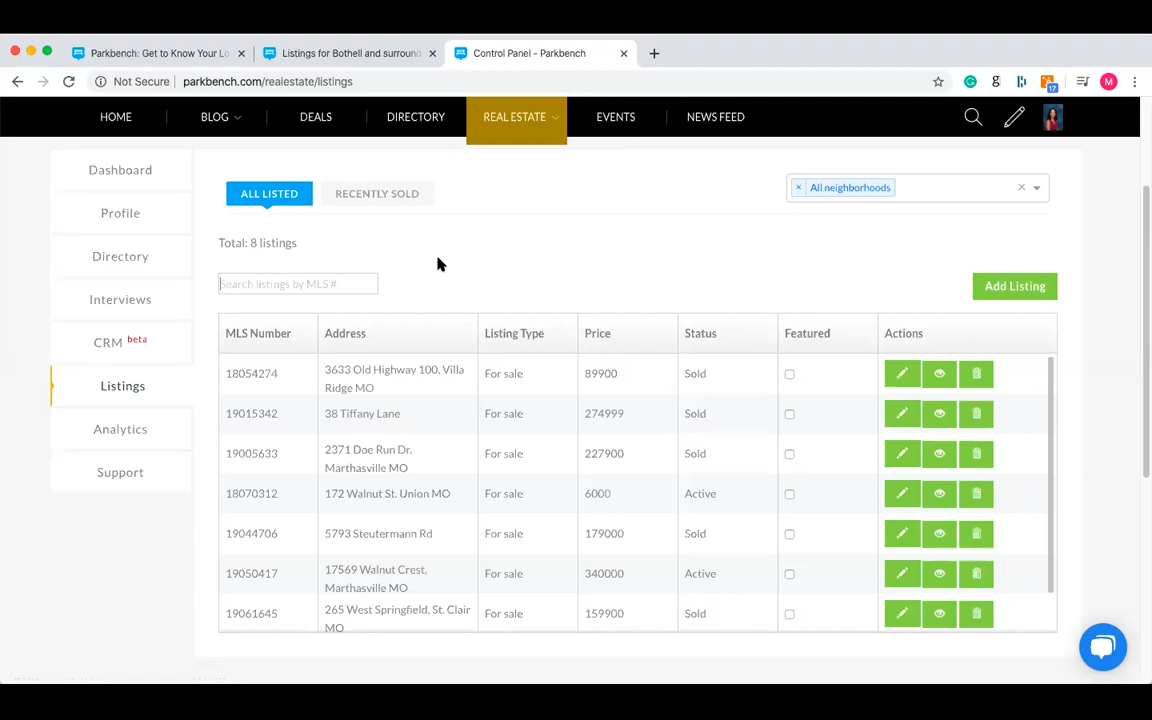 Parkbench: Get to Know Your Lo
Listings for Bothell and surround
Control Panel - Parkbench
Not Secure
parkbench.com/realestate/listings
17
M
HOME
BLOG
DEALS
DIRECTORY
REAL ESTATE
EVENTS
NEWS FEED
Dashboard
Profile
Directory
Interviews
CRM beta
Listings
Analytics
Support
ALL LISTED
RECENTLY SOLD
× All neighborhoods
Total: 8 listings
Search listings by MLS #
Add Listing
MLS Number Address Listing Type Price Status Featured Actions
18054274 3633 Old Highway 100, Villa For sale 89900 Sold
Ridge MO
19015342 38 Tiffany Lane For sale 274999 Sold
19005633 2371 Doe Run Dr. For sale 227900 Sold
Marthasville MO
18070312 172 Walnut St. Union MO For sale 6000 Active
19044706 5793 Steutermann Rd For sale 179000 Sold
19050417 17569 Walnut Crest, For sale 340000 Active
Marthasville MO
19061645 265 West Springfield, St. Clair For sale 159900 Sold
MO